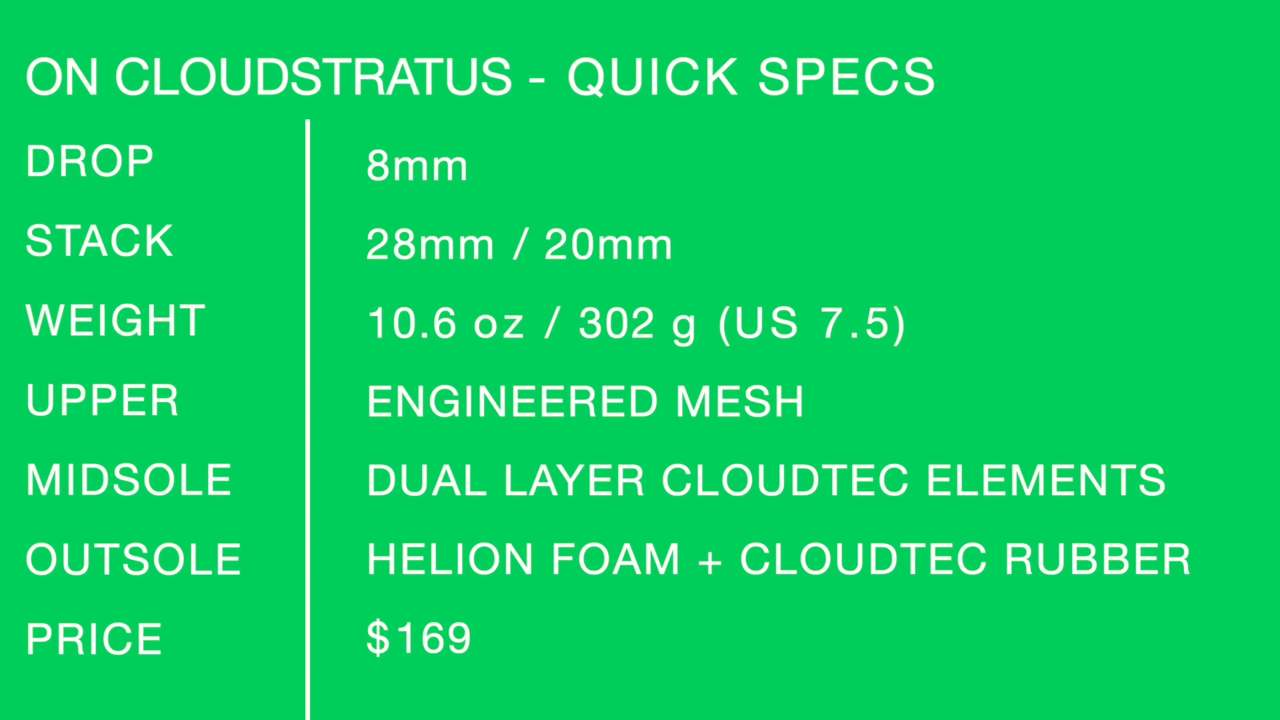 ON CLOUDSTRATUS - QUICK SPECS
DROP 8mm
STACK 28mm / 20mm
WEIGHT 10.6 oz / 302 g (US 7.5)
UPPER ENGINEERED MESH
MIDSOLE DUAL LAYER CLOUDTEC ELEMENTS
OUTSOLE HELION FOAM + CLOUDTEC RUBBER
PRICE $169